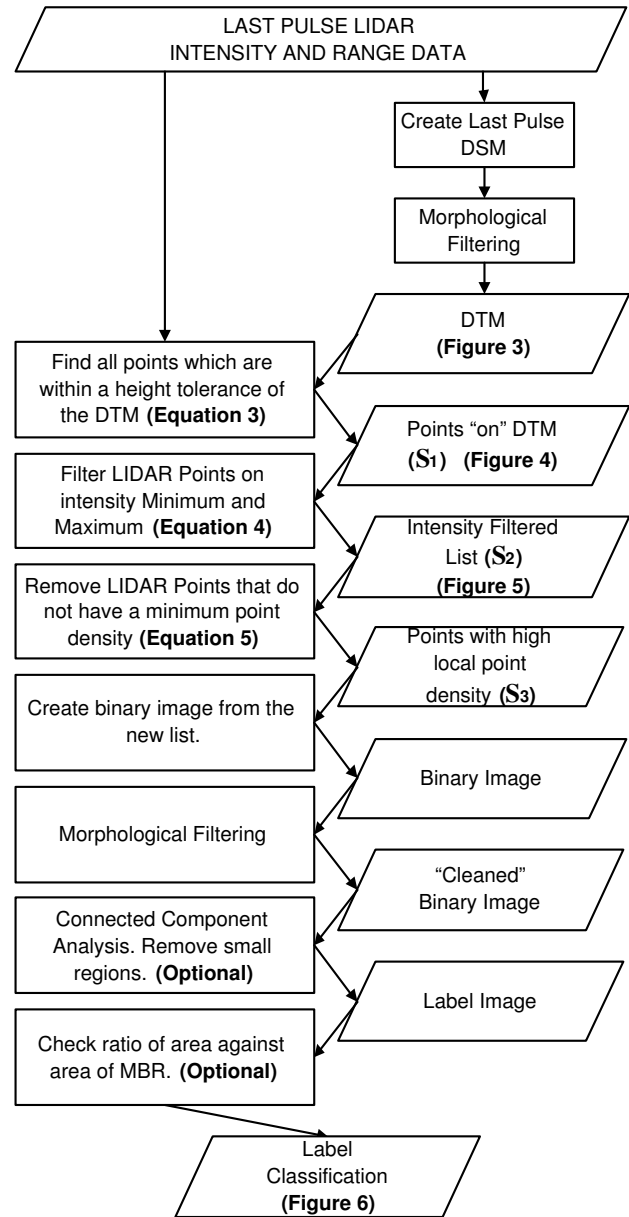 LAST PULSE LIDAR
INTENSITY AND RANGE DATA
Create Last Pulse
DSM
Morphological
Filtering
DTM
(Figure 3)
Find all points which are
within a height tolerance of
the DTM (Equation 3)
Points “on” DTM
(S1) (Figure 4)
Filter LIDAR Points on
intensity Minimum and
Maximum (Equation 4)
Intensity Filtered
List (S2)
(Figure 5)
Remove LIDAR Points that do
not have a minimum point
density (Equation 5)
Points with high
local point
density (S3)
Create binary image from the
new list.
Binary Image
Morphological Filtering
“Cleaned”
Binary Image
Connected Component
Analysis. Remove small
regions. (Optional)
Label Image
Check ratio of area against
area of MBR. (Optional)
Label
Classification
(Figure 6)